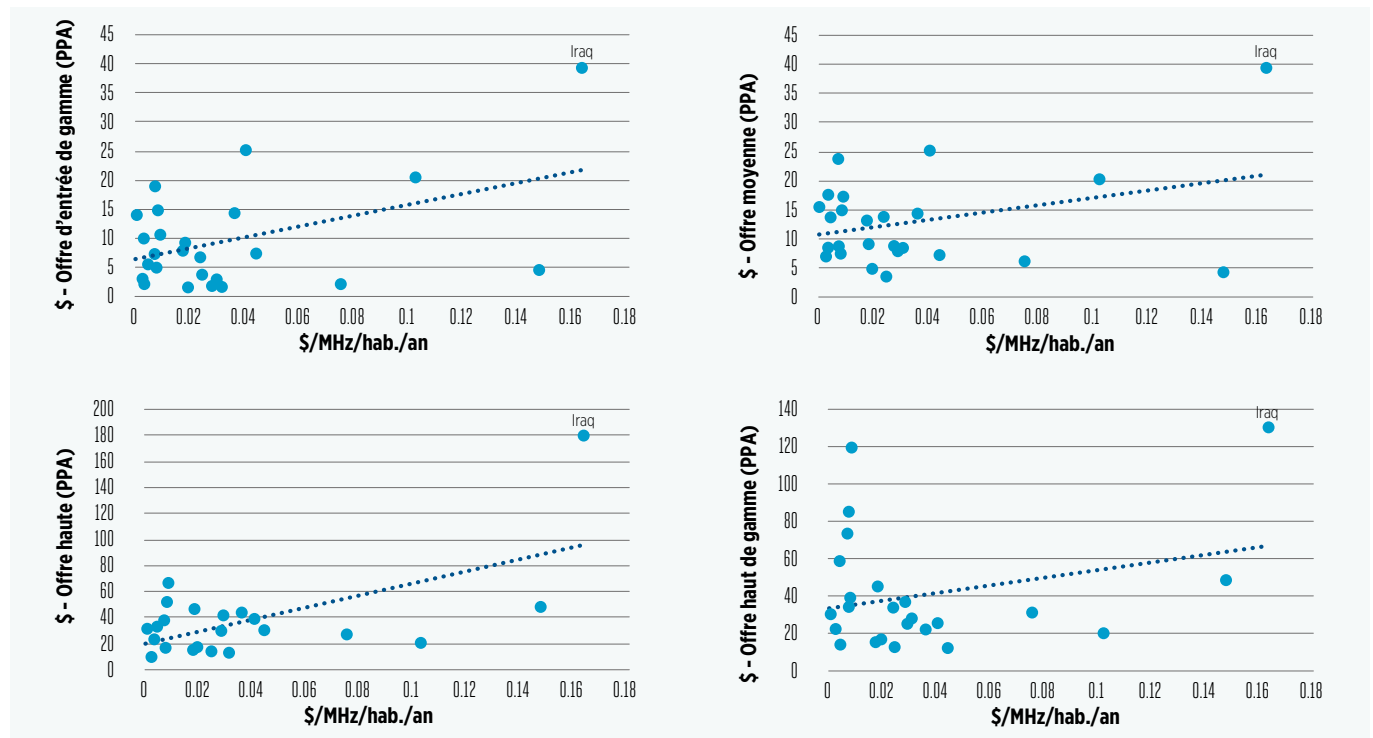 $ - Offre d'entrée de gamme (PPA)
45
40
35
30
25
20
15
10
5
0
Iraq
0 0.02 0.04 0.06 0.08 0.1 0.12 0.14 0.16 0.18
$/MHz/hab./an
$ - Offre moyenne (PPA)
45
40
35
30
25
20
15
10
5
0
Iraq
0 0.02 0.04 0.06 0.08 0.1 0.12 0.14 0.16 0.18
$/MHz/hab./an
$ - Offre haute (PPA)
200
180
160
140
120
100
80
60
40
20
0
Iraq
0 0.02 0.04 0.06 0.08 0.1 0.12 0.14 0.16 0.18
$/MHz/hab./an
$ - Offre haut de gamme (PPA)
140
120
100
80
60
40
20
0
Iraq
0 0.02 0.04 0.06 0.08 0.1 0.12 0.14 0.16 0.18
$/MHz/hab./an